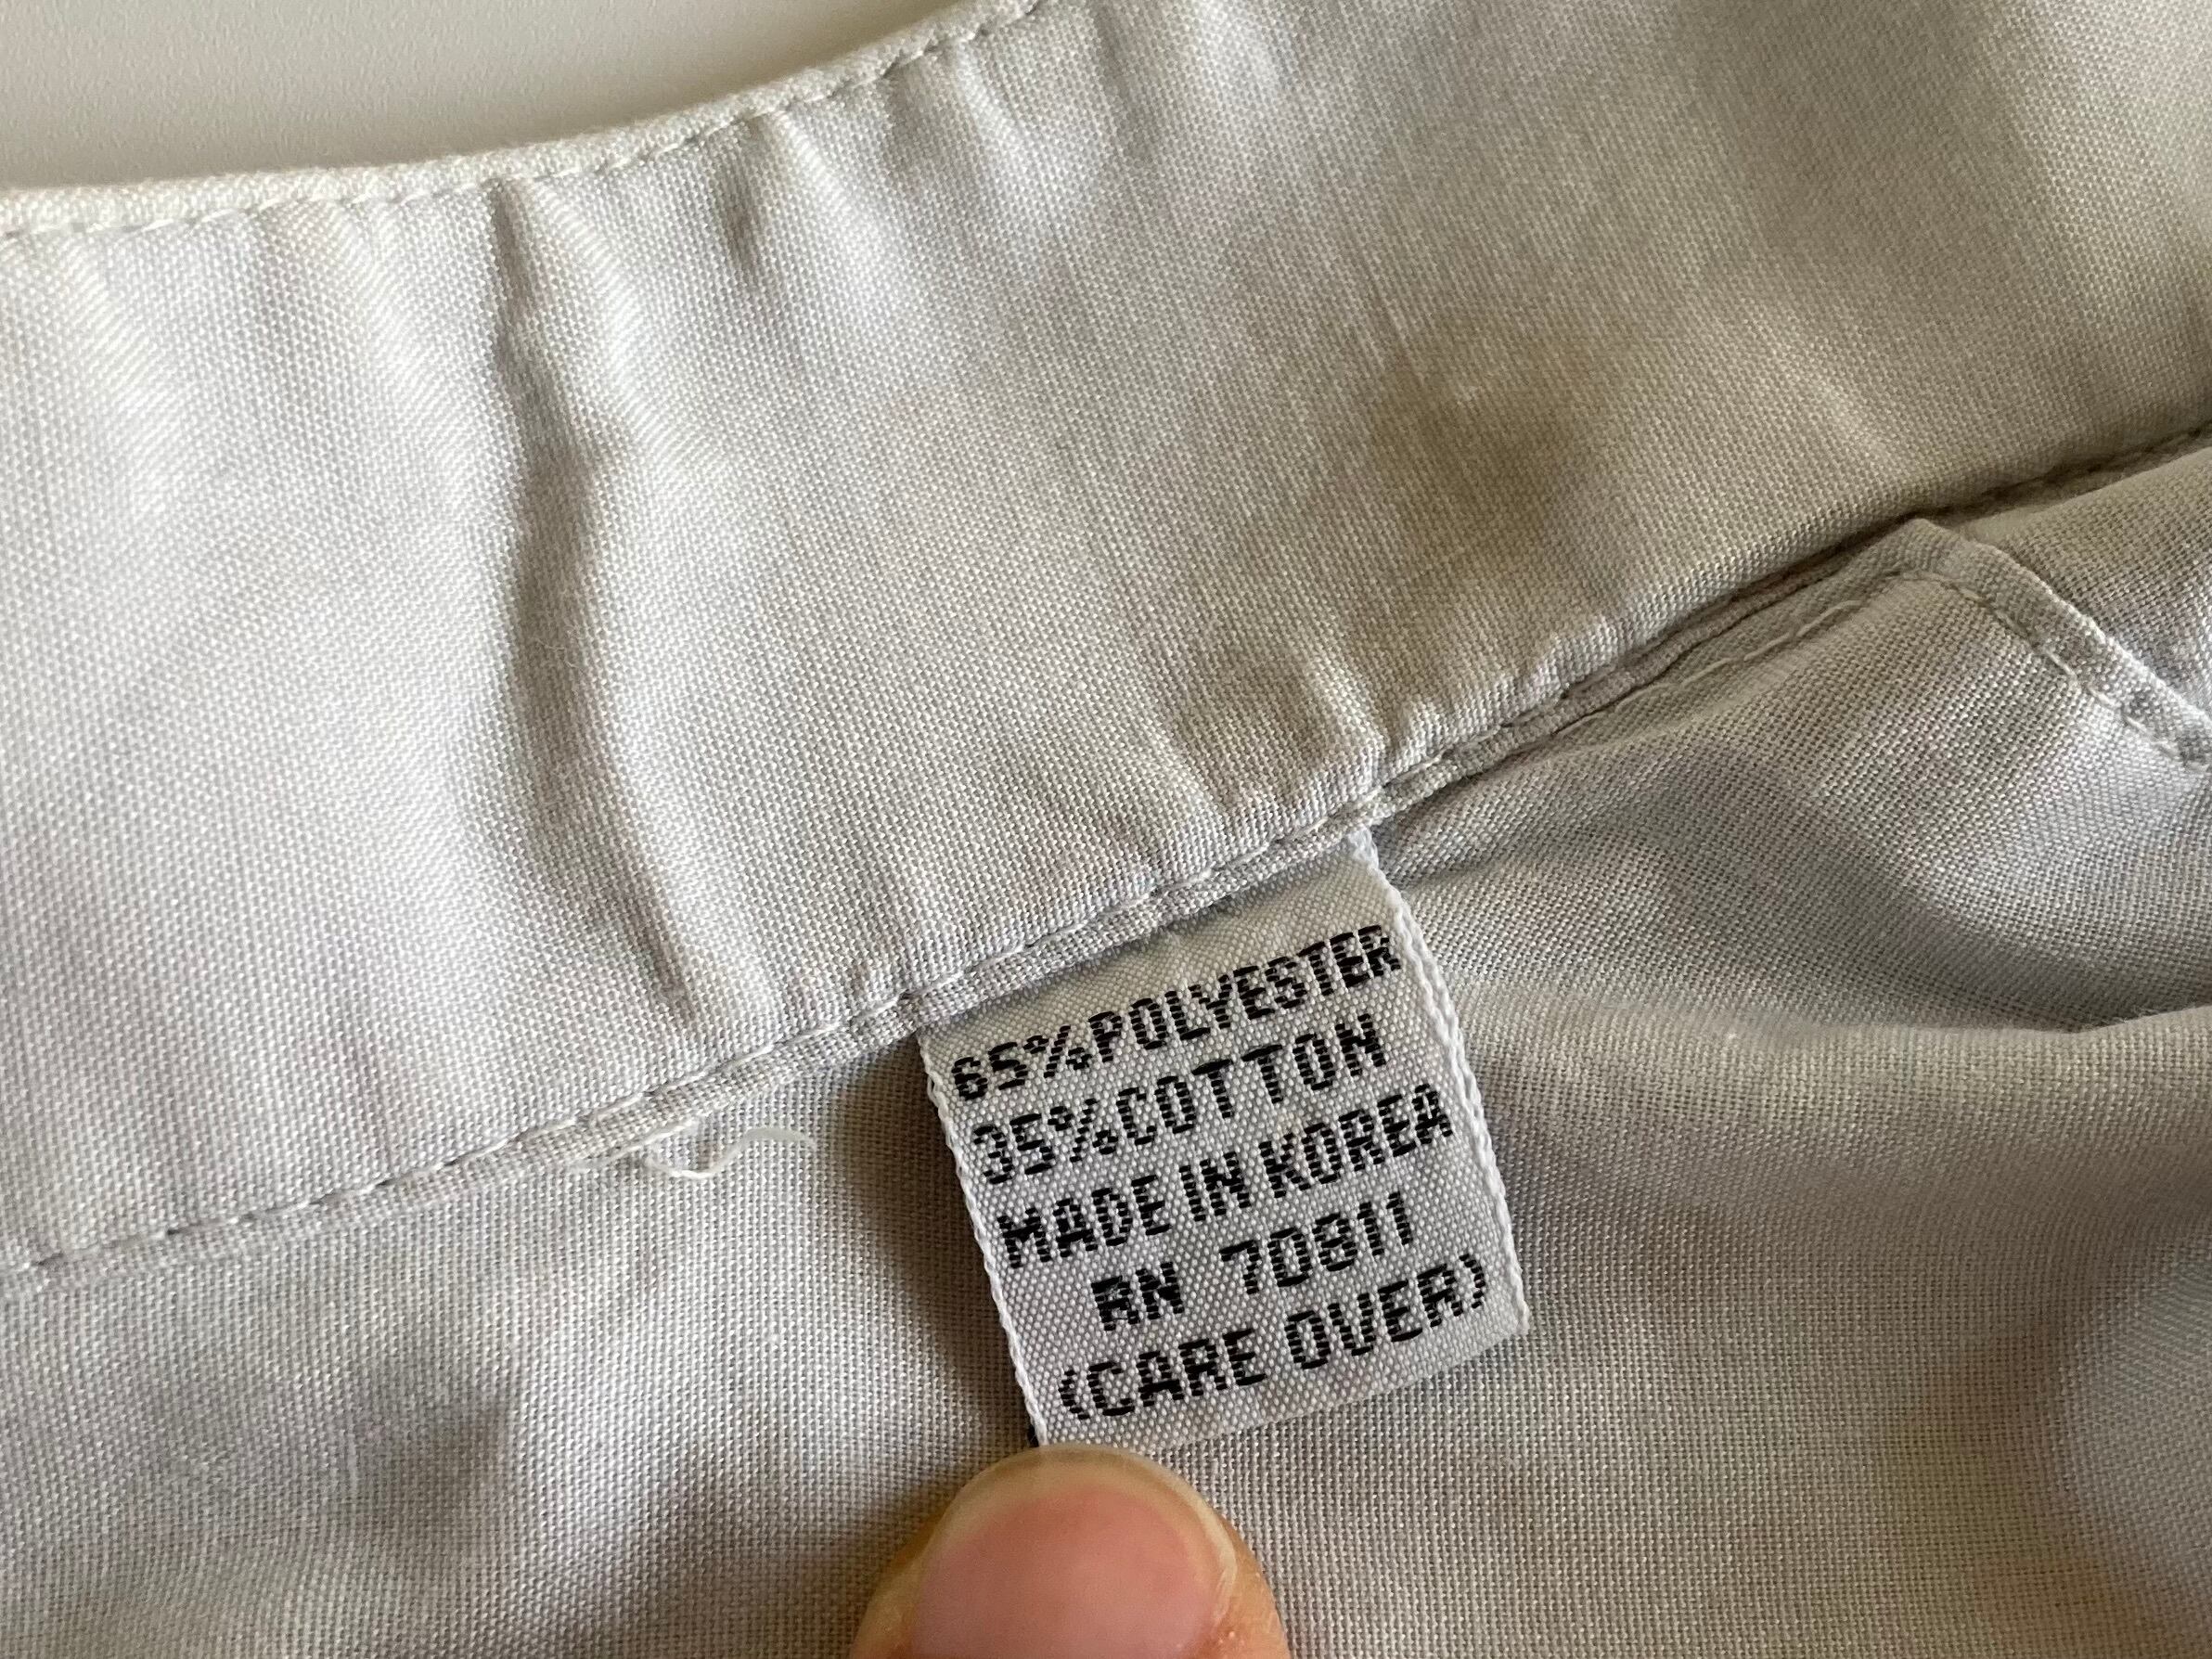 65%POLYESTER
35%COTTON
MADE IN KOREA
RN 70811
(CARE OVER)